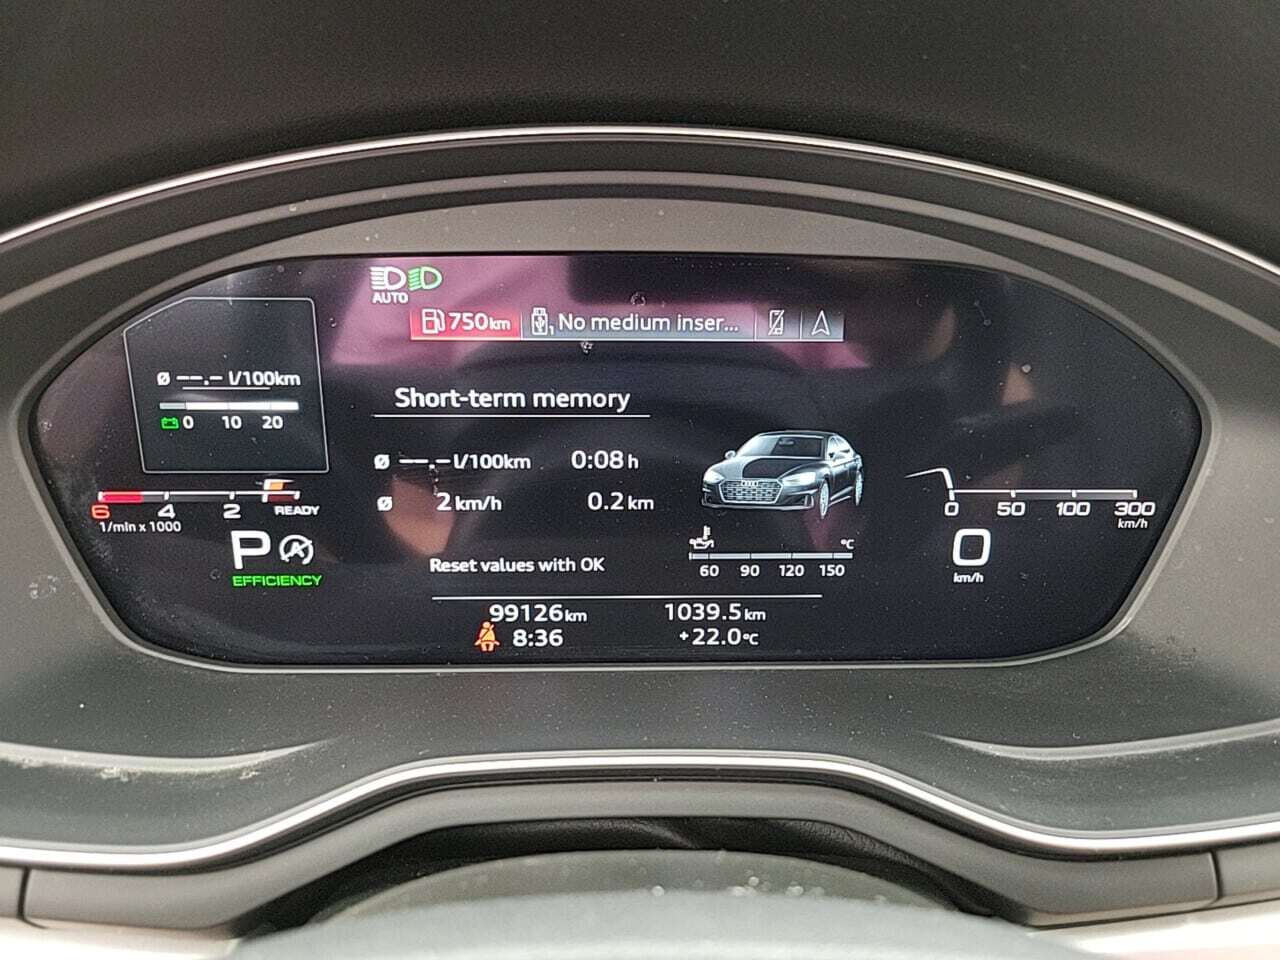 AUTO
750km
1 No medium inser...
ø --.- l/100km
0 10 20
Short-term memory
ø --.- l/100km 0:08 h
ø 2 km/h 0.2 km
6 4 2 READY
1/min x 1000
P A
EFFICIENCY
0 50 100 300
km/h
0
km/h
°C
60 90 120 150
Reset values with OK
99126km 1039.5 km
8:36 +22.0°C